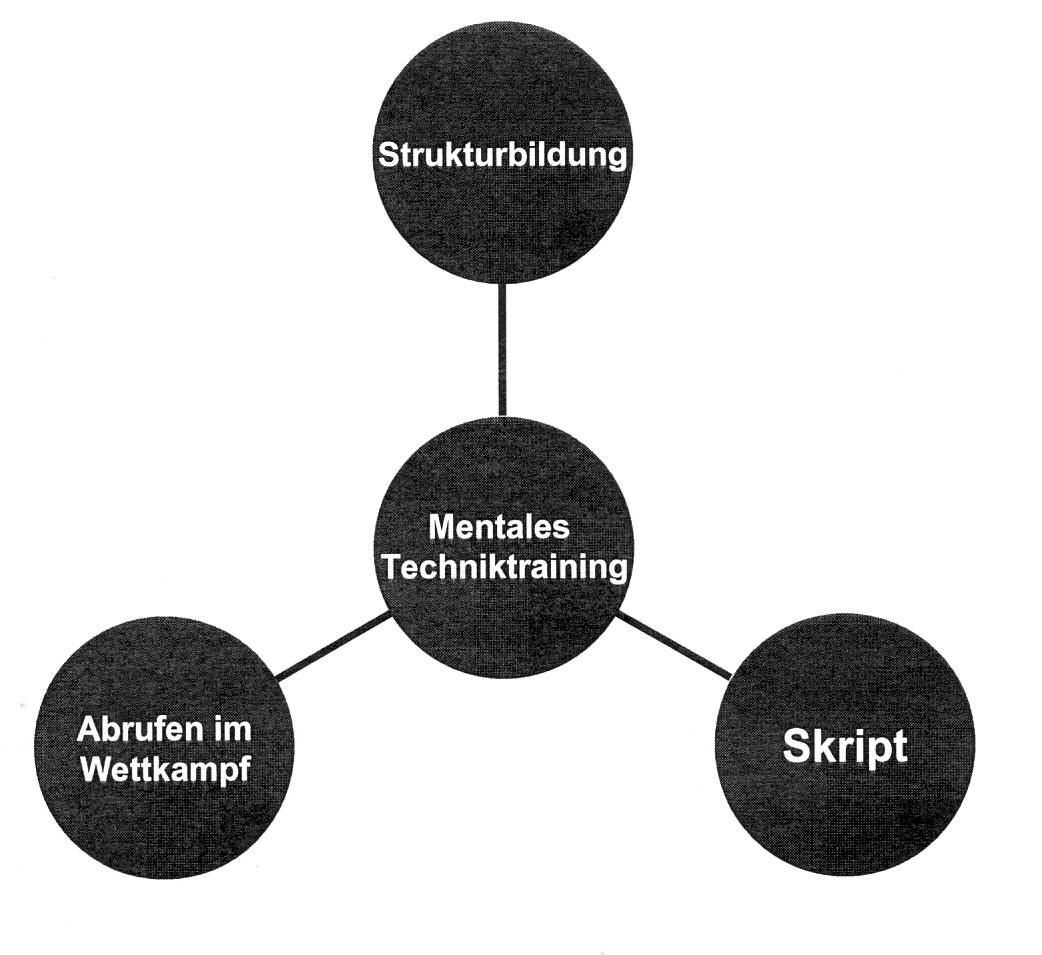 Strukturbildung
Mentales
Techniktraining
Abrufen im
Wettkampf
Skript